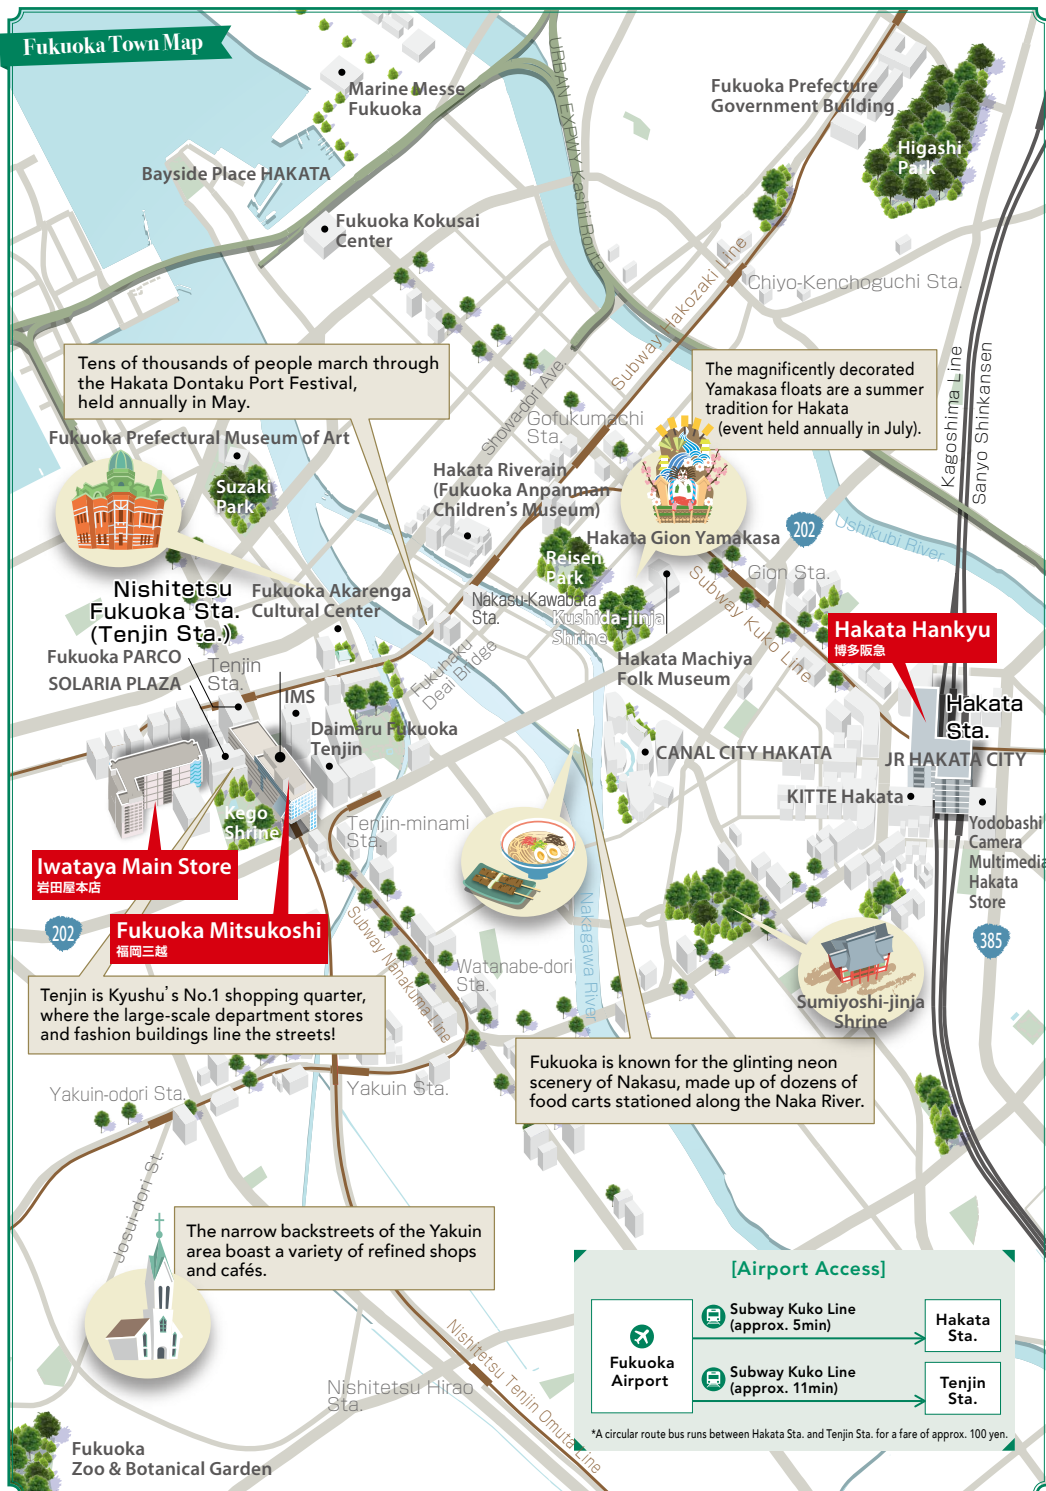 Fukuoka Town Map
Marine Messe
Fukuoka
Fukuoka Prefecture
Government Building
Higashi
Park
Bayside Place HAKATA
Fukuoka Kokusai
Center
URBAN EXPWY Kashii Route
Subway Hakozaki Line
Chiyo-Kenchoguchi Sta.
Kagoshima Line
Sanyo Shinkansen
Tens of thousands of people march through
the Hakata Dontaku Port Festival,
held annually in May.
The magnificently decorated
Yamakasa floats are a summer
tradition for Hakata
(event held annually in July).
Showa-dori Ave.
Gofukumachi
Sta.
Fukuoka Prefectural Museum of Art
Suzaki
Park
Hakata Riverain
(Fukuoka Anpanman
Children's Museum)
Hakata Gion Yamakasa
202
Ushikubi River
Reisen
Park
Gion Sta.
Subway Kuko Line
Nishitetsu
Fukuoka Sta.
(Tenjin Sta.)
Fukuoka Akarenga
Cultural Center
Nakasu-Kawabata
Sta.
Kushida-jinja
Shrine
Hakata Hankyu
博多阪急
Fukuoka PARCO
SOLARIA PLAZA
Tenjin
Sta.
Fukuhaku
Deai Bridge
Hakata Machiya
Folk Museum
IMS
Daimaru Fukuoka
Tenjin
Hakata
Sta.
CANAL CITY HAKATA
JR HAKATA CITY
KITTE Hakata
Kego
Shrine
Tenjin-minami
Sta.
Yodobashi
Camera
Multimedia
Hakata
Store
Iwataya Main Store
岩田屋本店
202
Fukuoka Mitsukoshi
福岡三越
Subway Nanakuma Line
Nakagawa River
385
Watanabe-dori
Sta.
Sumiyoshi-jinja
Shrine
Tenjin is Kyushu's No.1 shopping quarter,
where the large-scale department stores
and fashion buildings line the streets!
Fukuoka is known for the glinting neon
scenery of Nakasu, made up of dozens of
food carts stationed along the Naka River.
Yakuin-odori Sta.
Yakuin Sta.
Josui-dori St.
The narrow backstreets of the Yakuin
area boast a variety of refined shops
and cafés.
Nishitetsu Tenjin Omuta Line
Nishitetsu Hirao
Sta.
Fukuoka
Zoo & Botanical Garden
[Airport Access]
Fukuoka
Airport
Subway Kuko Line
(approx. 5min)
Hakata
Sta.
Subway Kuko Line
(approx. 11min)
Tenjin
Sta.
*A circular route bus runs between Hakata Sta. and Tenjin Sta. for a fare of approx. 100 yen.